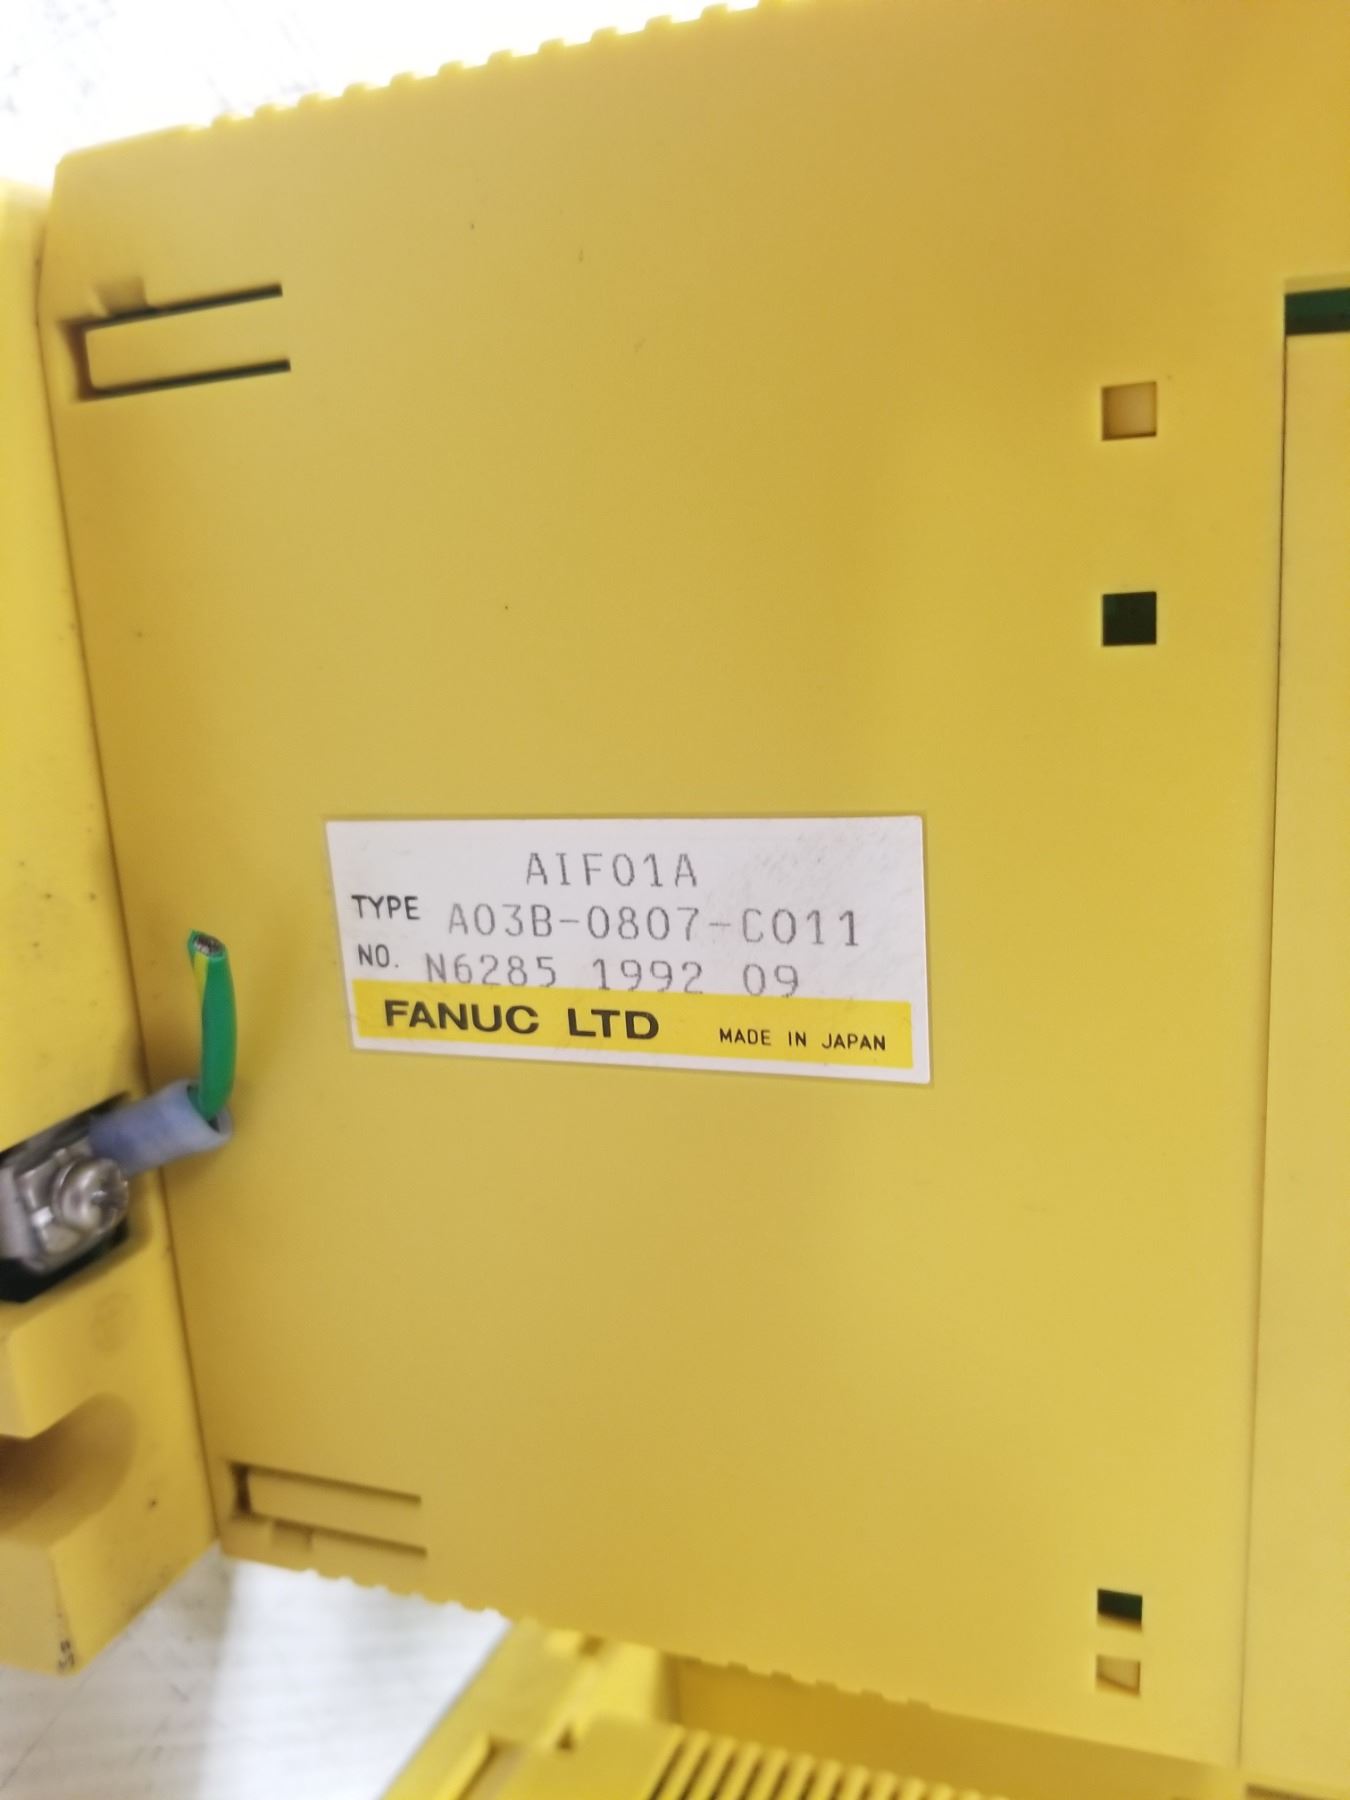 AIF01A
TYPE A03B-0807-C011
NO. N6285 1992 09
FANUC LTD MADE IN JAPAN